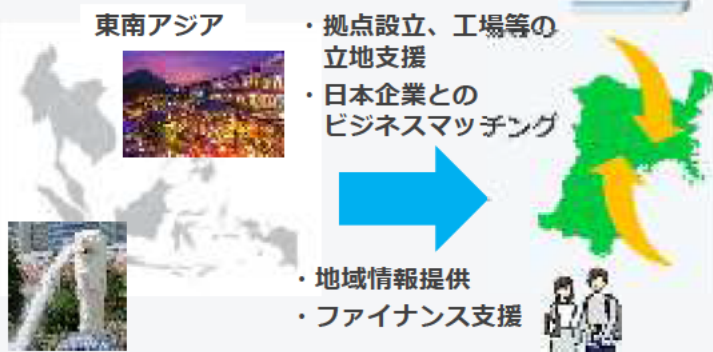 東南アジア
・拠点設立、工場等の
立地支援
・日本企業との
ビジネスマッチング
・地域情報提供
・ファイナンス支援